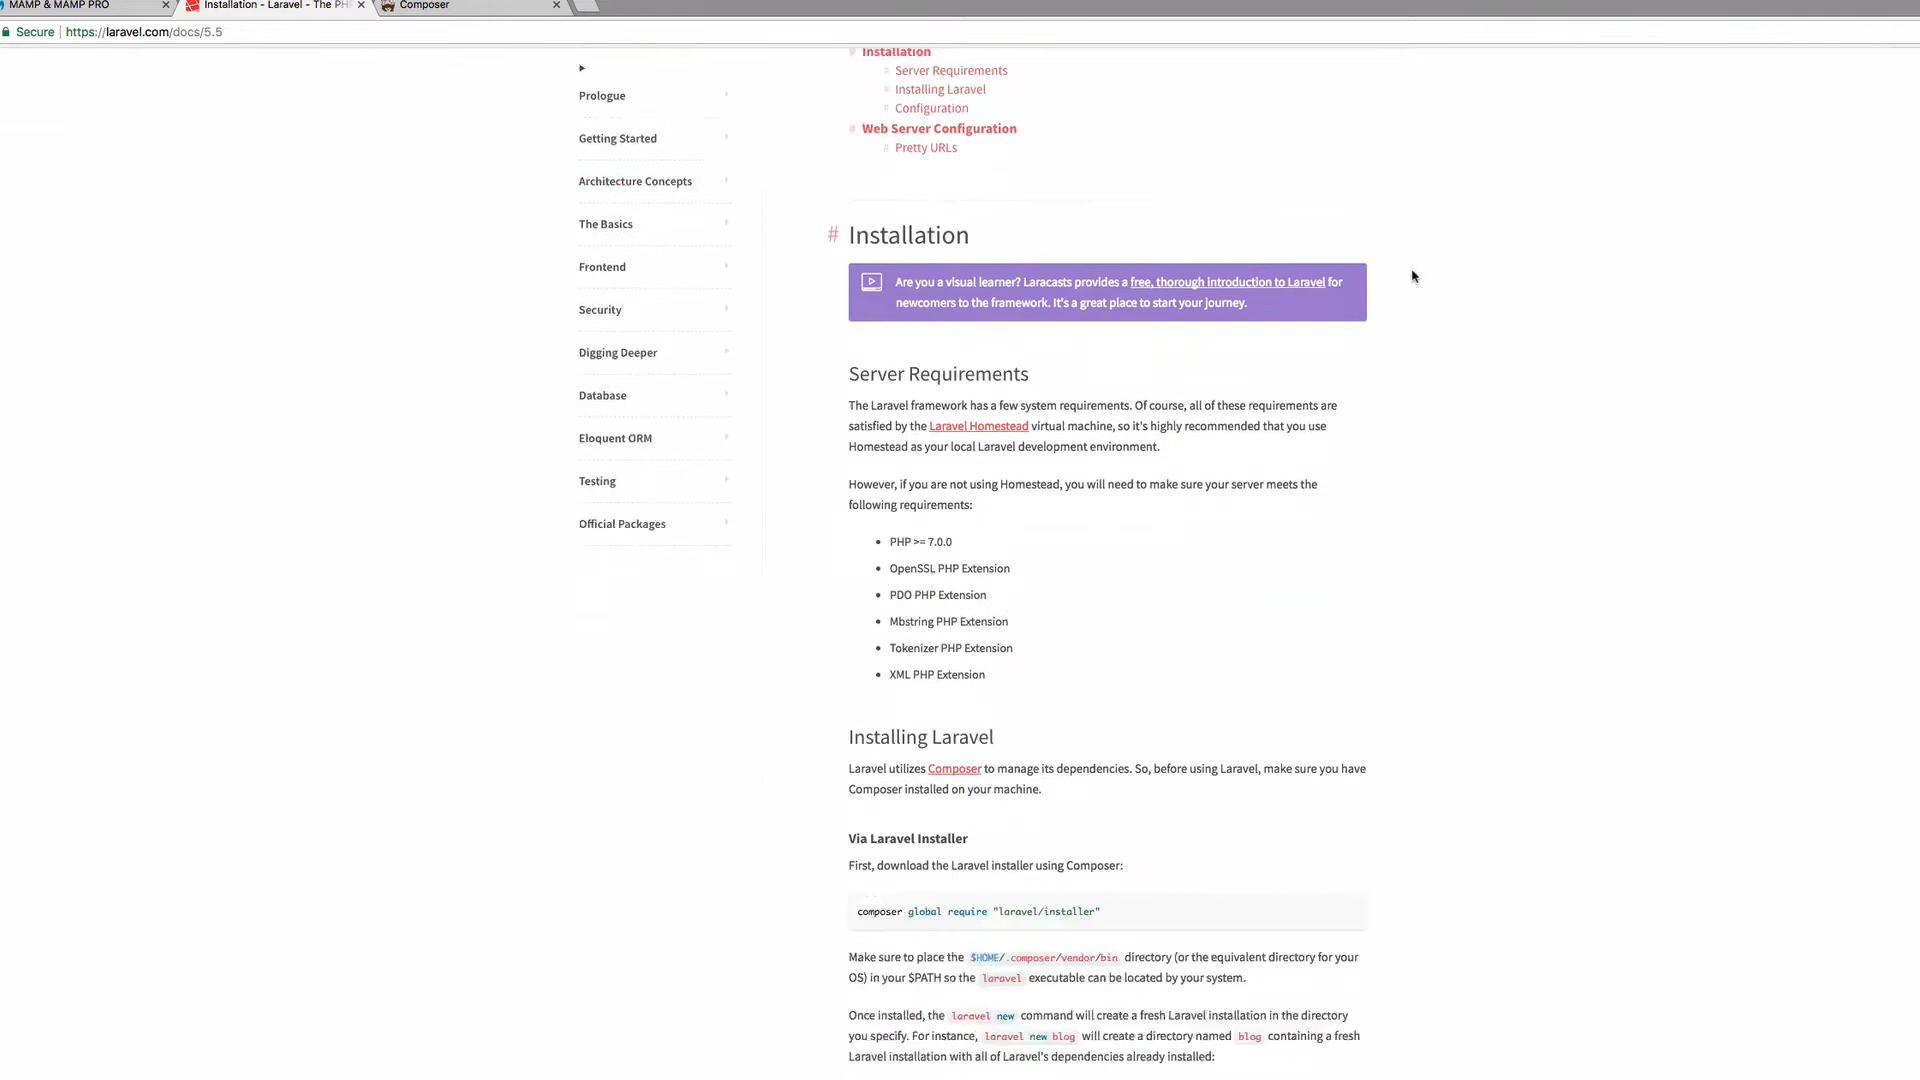 MAMP & MAMP PRO
Installation - Laravel - The PH
Composer
Secure
https://laravel.com/docs/5.5
Prologue
Getting Started
Architecture Concepts
The Basics
Frontend
Security
Digging Deeper
Database
Eloquent ORM
Testing
Official Packages
# Installation
# Server Requirements
# Installing Laravel
# Configuration
# Web Server Configuration
# Pretty URLs
# Installation
Are you a visual learner? Laracasts provides a free, thorough introduction to Laravel for
newcomers to the framework. It's a great place to start your journey.
Server Requirements
The Laravel framework has a few system requirements. Of course, all of these requirements are
satisfied by the Laravel Homestead virtual machine, so it's highly recommended that you use
Homestead as your local Laravel development environment.
However, if you are not using Homestead, you will need to make sure your server meets the
following requirements:
• PHP >= 7.0.0
• OpenSSL PHP Extension
• PDO PHP Extension
• Mbstring PHP Extension
• Tokenizer PHP Extension
• XML PHP Extension
Installing Laravel
Laravel utilizes Composer to manage its dependencies. So, before using Laravel, make sure you have
Composer installed on your machine.
Via Laravel Installer
First, download the Laravel installer using Composer:
composer global require "laravel/installer"
Make sure to place the $HOME/.composer/vendor/bin directory (or the equivalent directory for your
OS) in your $PATH so the laravel executable can be located by your system.
Once installed, the laravel new command will create a fresh Laravel installation in the directory
you specify. For instance, laravel new blog will create a directory named blog containing a fresh
Laravel installation with all of Laravel's dependencies already installed: